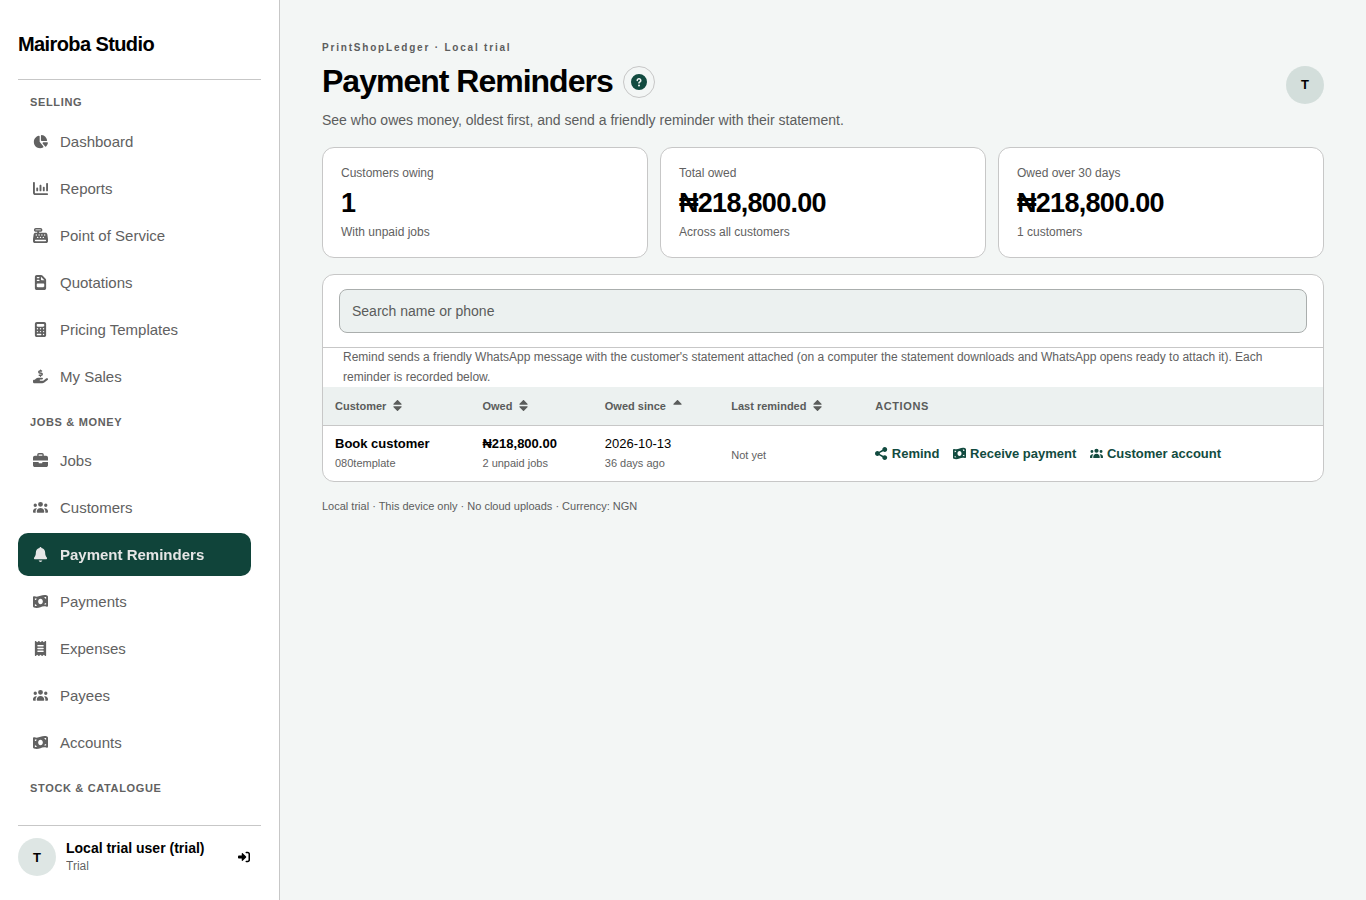 Mairoba Studio
SELLING
Dashboard
Reports
Point of Service
Quotations
Pricing Templates
My Sales
JOBS & MONEY
Jobs
Customers
Payment Reminders
Payments
Expenses
Payees
Accounts
STOCK & CATALOGUE
T
Local trial user (trial)
Trial
PrintShopLedger · Local trial
Payment Reminders
?
T
See who owes money, oldest first, and send a friendly reminder with their statement.
Customers owing
1
With unpaid jobs
Total owed
₦218,800.00
Across all customers
Owed over 30 days
₦218,800.00
1 customers
Search name or phone
Remind sends a friendly WhatsApp message with the customer's statement attached (on a computer the statement downloads and WhatsApp opens ready to attach it). Each
reminder is recorded below.
Customer Owed Owed since Last reminded ACTIONS
Book customer ₦218,800.00 2026-10-13 Not yet Remind Receive payment Customer account
080template 2 unpaid jobs 36 days ago
Local trial · This device only · No cloud uploads · Currency: NGN